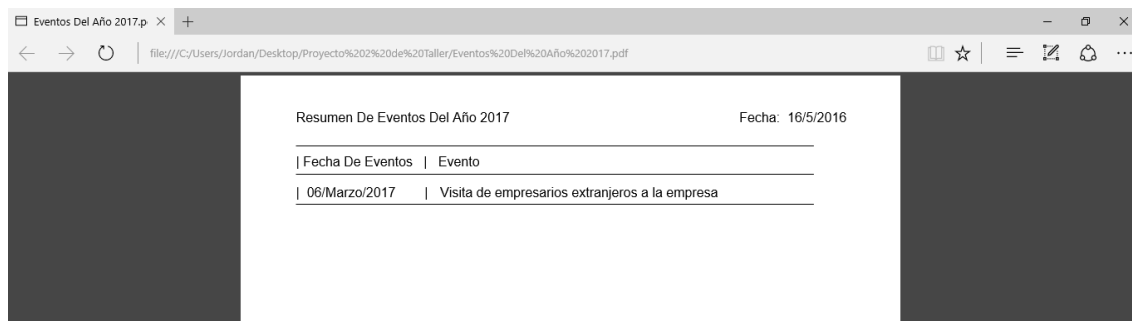 Eventos Del Año 2017.p
file:///C:/Users/Jordan/Desktop/Proyecto%202%20de%20Taller/Eventos%20Del%20Año%202017.pdf
Resumen De Eventos Del Año 2017 Fecha: 16/5/2016
| Fecha De Eventos | Evento
| 06/Marzo/2017 | Visita de empresarios extranjeros a la empresa